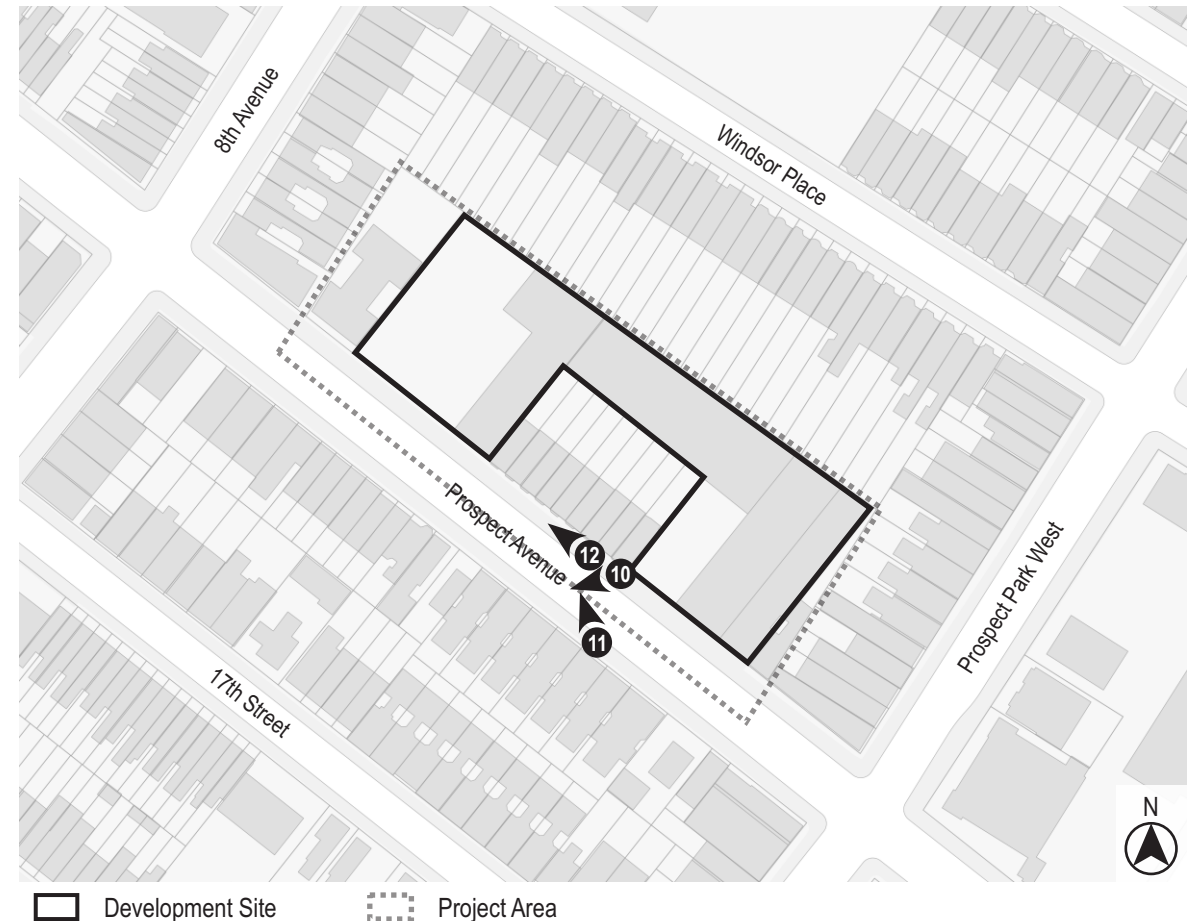 8th Avenue
Windsor Place
Prospect Avenue
12
10
11
Prospect Park West
17th Street
N
Development Site
Project Area